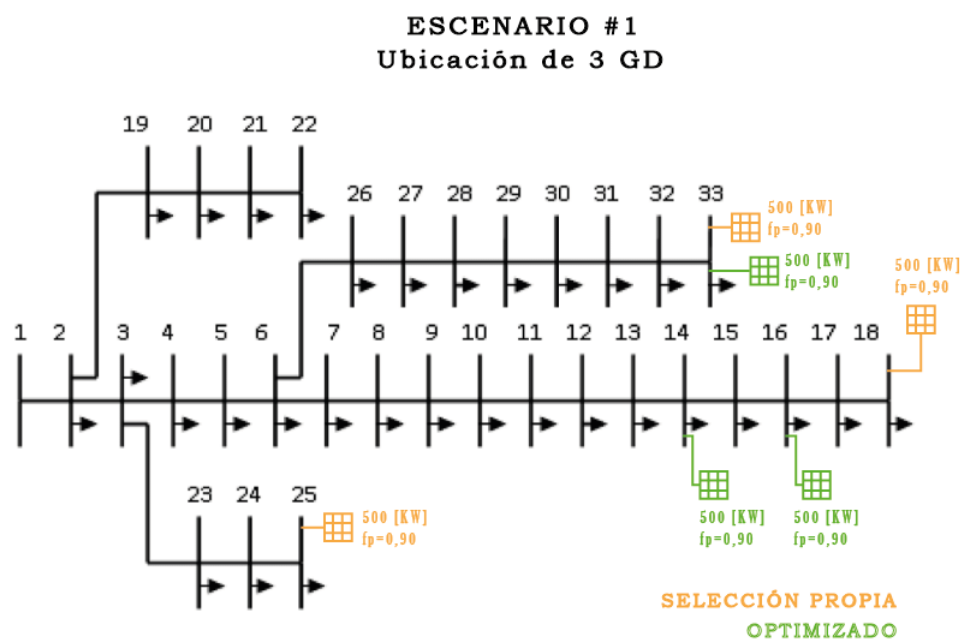 ESCENARIO #1
Ubicación de 3 GD
19 20 21 22
26 27 28 29 30 31 32 33
500 [KW]
fp=0,90
500 [KW]
fp=0,90
500 [KW]
fp=0,90
1 2 3 4 5 6 7 8 9 10 11 12 13 14 15 16 17 18
23 24 25
500 [KW]
fp=0,90
500 [KW]
fp=0,90
500 [KW]
fp=0,90
SELECCIÓN PROPIA
OPTIMIZADO